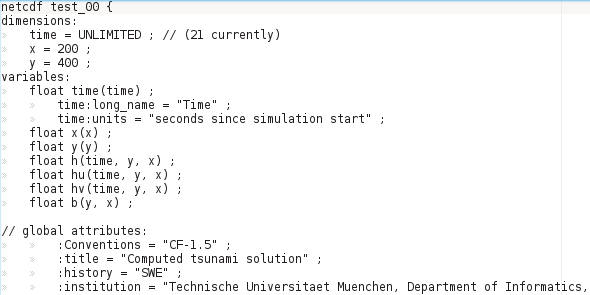 netcdf test_00 {
dimensions:
» time = UNLIMITED ; // (21 currently)
» x = 200 ;
» y = 400 ;
variables:
» float time(time) ;
» » time:long_name = "Time" ;
» » time:units = "seconds since simulation start" ;
» float x(x) ;
» float y(y) ;
» float h(time, y, x) ;
» float hu(time, y, x) ;
» float hv(time, y, x) ;
» float b(y, x) ;
// global attributes:
» » :Conventions = "CF-1.5" ;
» » :title = "Computed tsunami solution" ;
» » :history = "SWE" ;
» » :institution = "Technische Universitaet Muenchen, Department of Informatics,